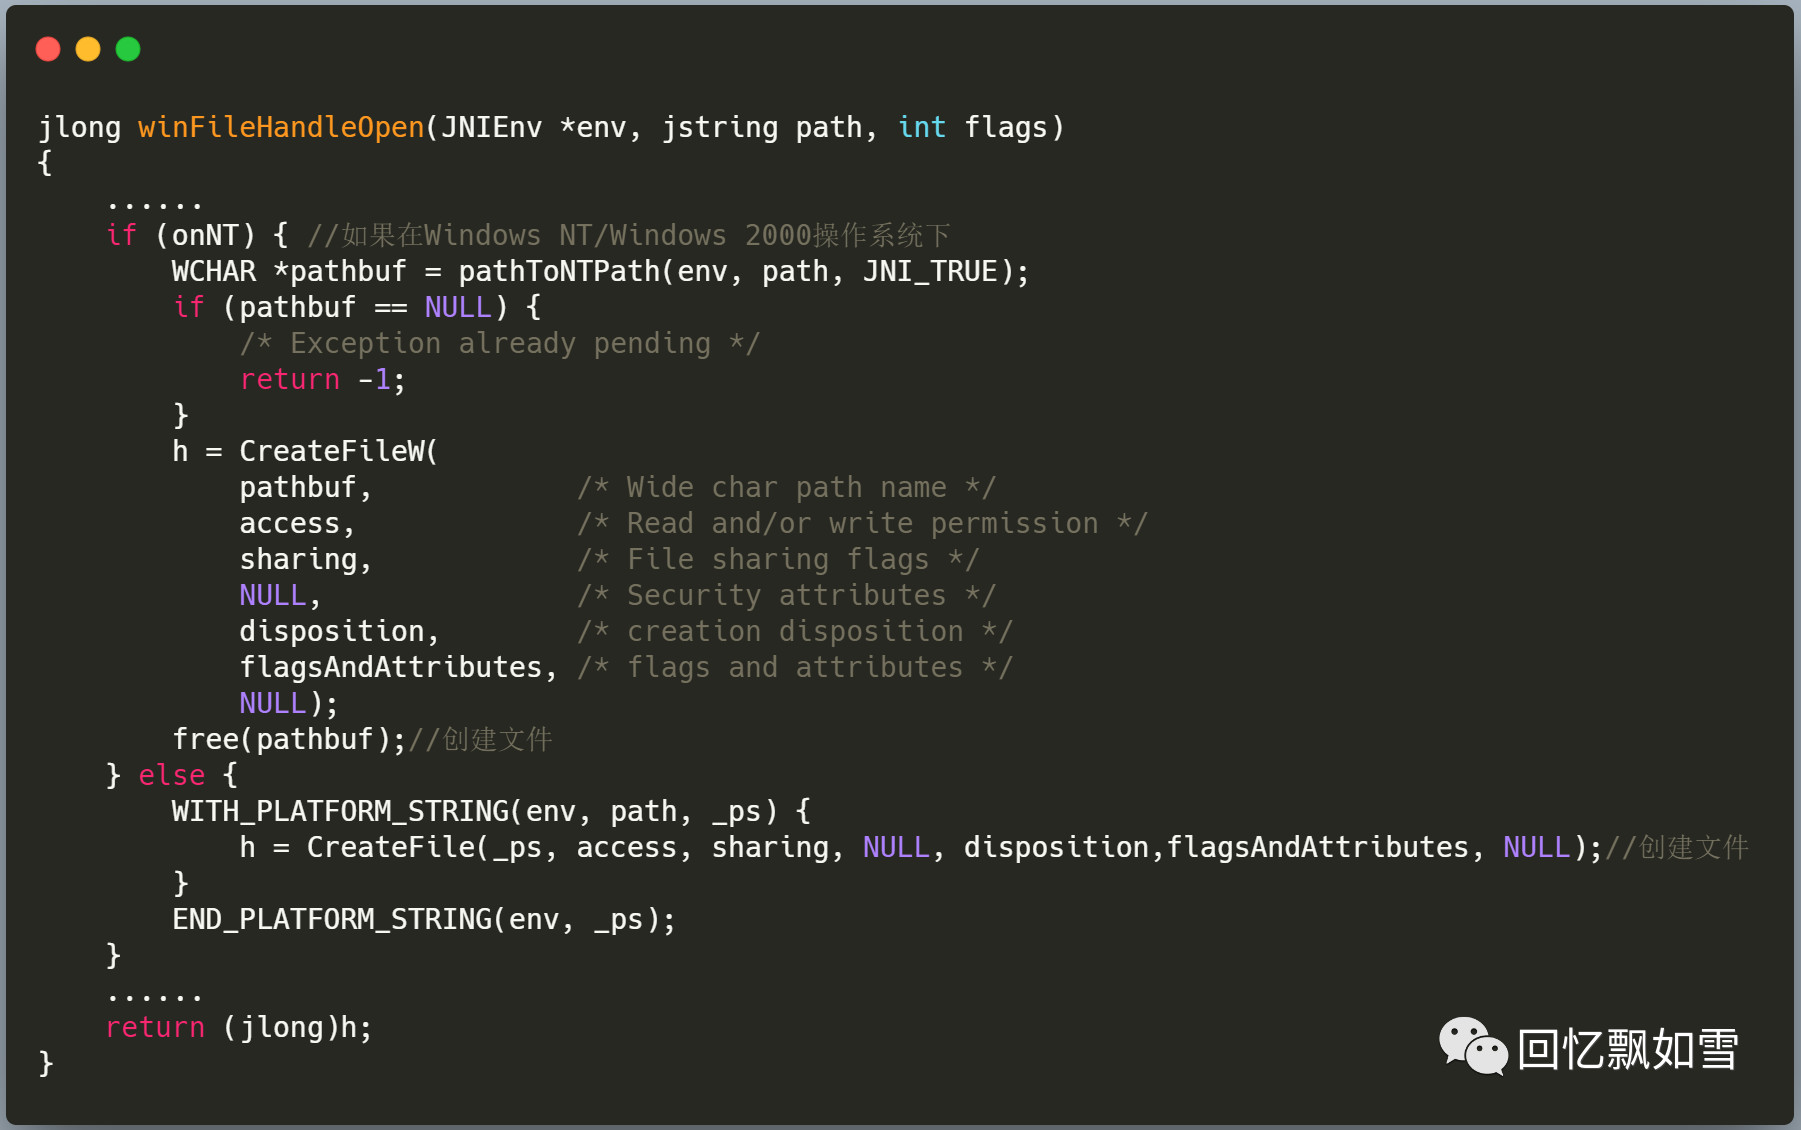 jlong winFileHandleOpen(JNIEnv *env, jstring path, int flags)
{
    ......
    if (onNT) { //如果在Windows NT/Windows 2000操作系统下
        WCHAR *pathbuf = pathToNTPath(env, path, JNI_TRUE);
        if (pathbuf == NULL) {
            /* Exception already pending */
            return -1;
        }
        h = CreateFileW(
            pathbuf,            /* Wide char path name */
            access,             /* Read and/or write permission */
            sharing,            /* File sharing flags */
            NULL,               /* Security attributes */
            disposition,        /* creation disposition */
            flagsAndAttributes, /* flags and attributes */
            NULL);
        free(pathbuf);//创建文件
    } else {
        WITH_PLATFORM_STRING(env, path, _ps) {
            h = CreateFile(_ps, access, sharing, NULL, disposition,flagsAndAttributes, NULL);//创建文件
        }
        END_PLATFORM_STRING(env, _ps);
    }
    ......
    return (jlong)h;
}
回忆飘如雪